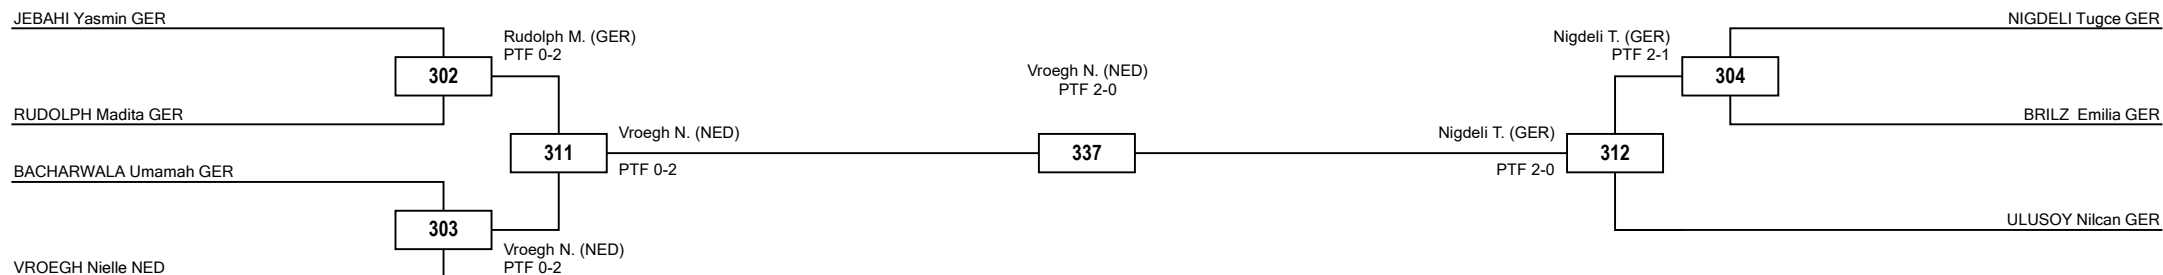 JEBAHI Yasmin GER
NIGDELI Tugce GER
Rudolph M. (GER)
PTF 0-2
Nigdeli T. (GER)
PTF 2-1
302
Vroegh N. (NED)
PTF 2-0
304
RUDOLPH Madita GER
BRILZ  Emilia GER
Vroegh N. (NED)
PTF 0-2
311
337
Nigdeli T. (GER)
PTF 2-0
312
BACHARWALA Umamah GER
303
ULUSOY Nilcan GER
Vroegh N. (NED)
PTF 0-2
VROEGH Nielle NED